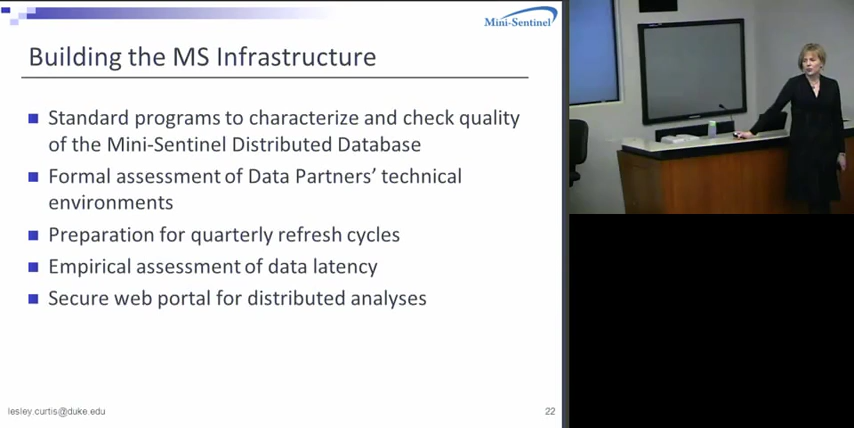 Mini-Sentinel
Building the MS Infrastructure
Standard programs to characterize and check quality
of the Mini-Sentinel Distributed Database
Formal assessment of Data Partners' technical
environments
Preparation for quarterly refresh cycles
Empirical assessment of data latency
Secure web portal for distributed analyses
lesley.curtis@duke.edu
22